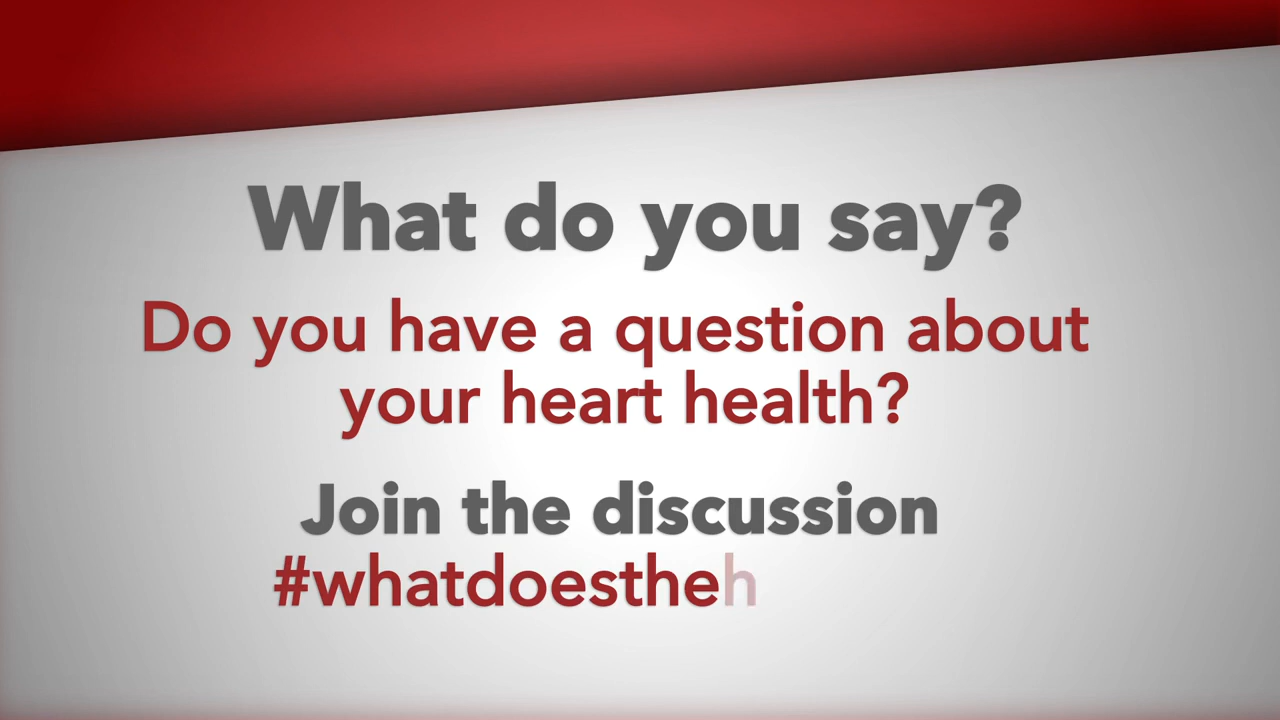 What do you say?
Do you have a question about
your heart health?
Join the discussion
#whatdoestheh